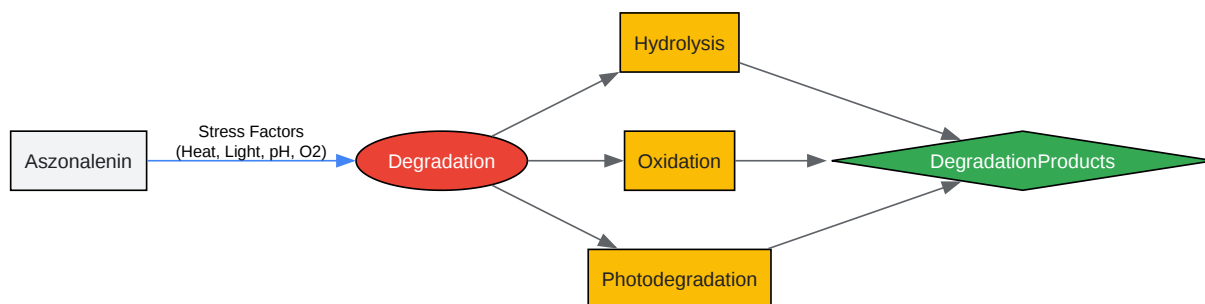 Hydrolysis
Aszonalenin
Stress Factors
(Heat, Light, pH, O2)
Degradation
Oxidation
DegradationProducts
Photodegradation